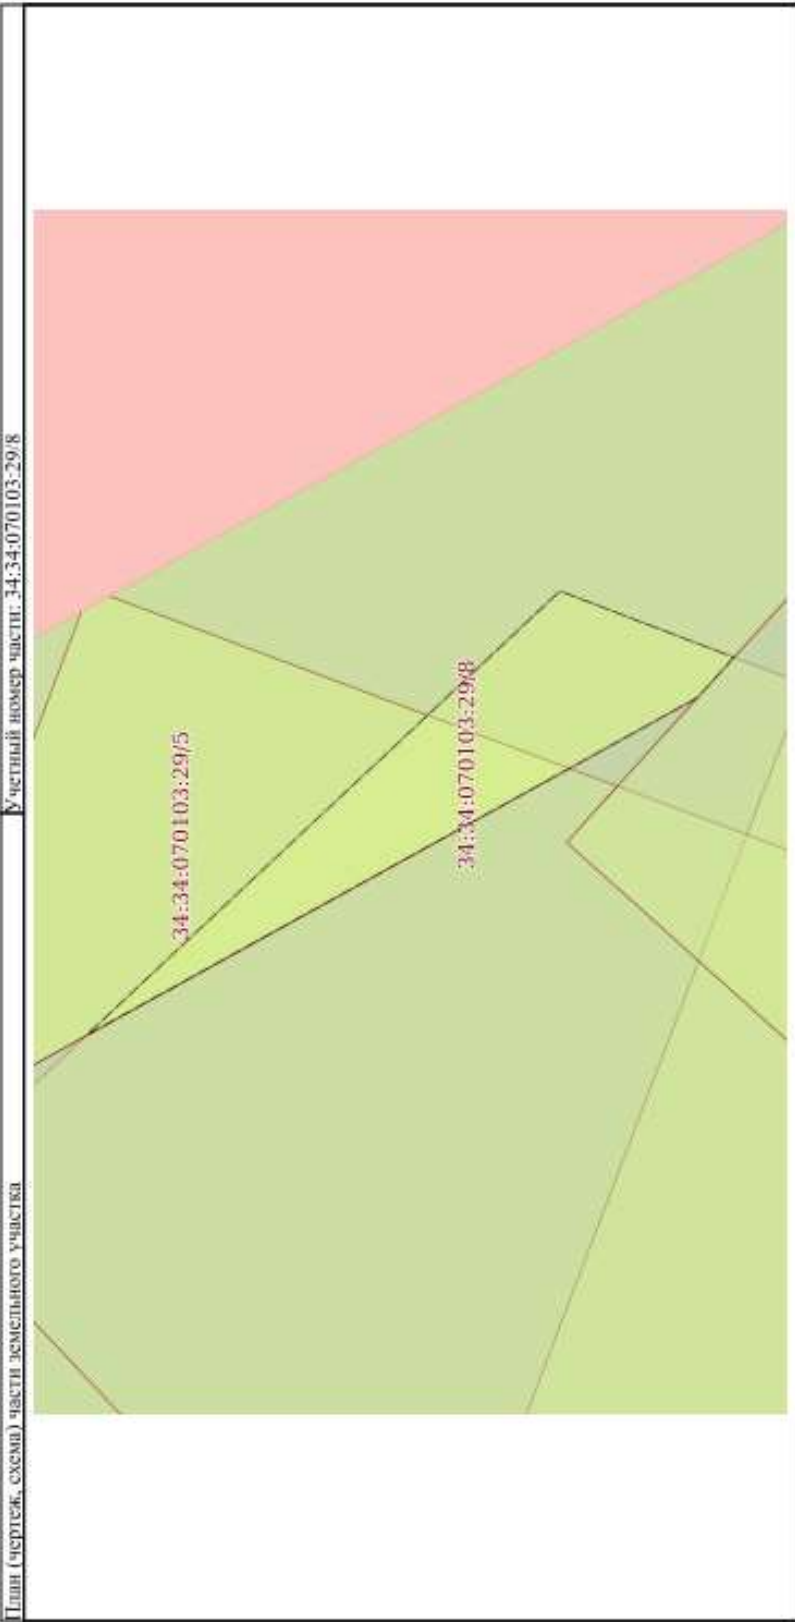 План (чертеж, схема) части земельного участка
Учетный номер части: 34:34:070103:29/8
34:34:070103:29/5
34:34:070103:29/8